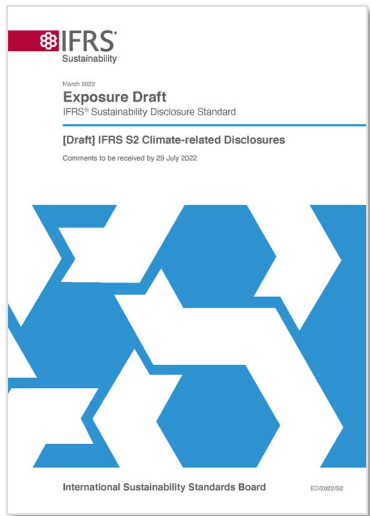 IFRS®
Sustainability
March 2022
Exposure Draft
IFRS® Sustainability Disclosure Standard
[Draft] IFRS S2 Climate-related Disclosures
Comments to be received by 29 July 2022
International Sustainability Standards Board
ED/2022/S2